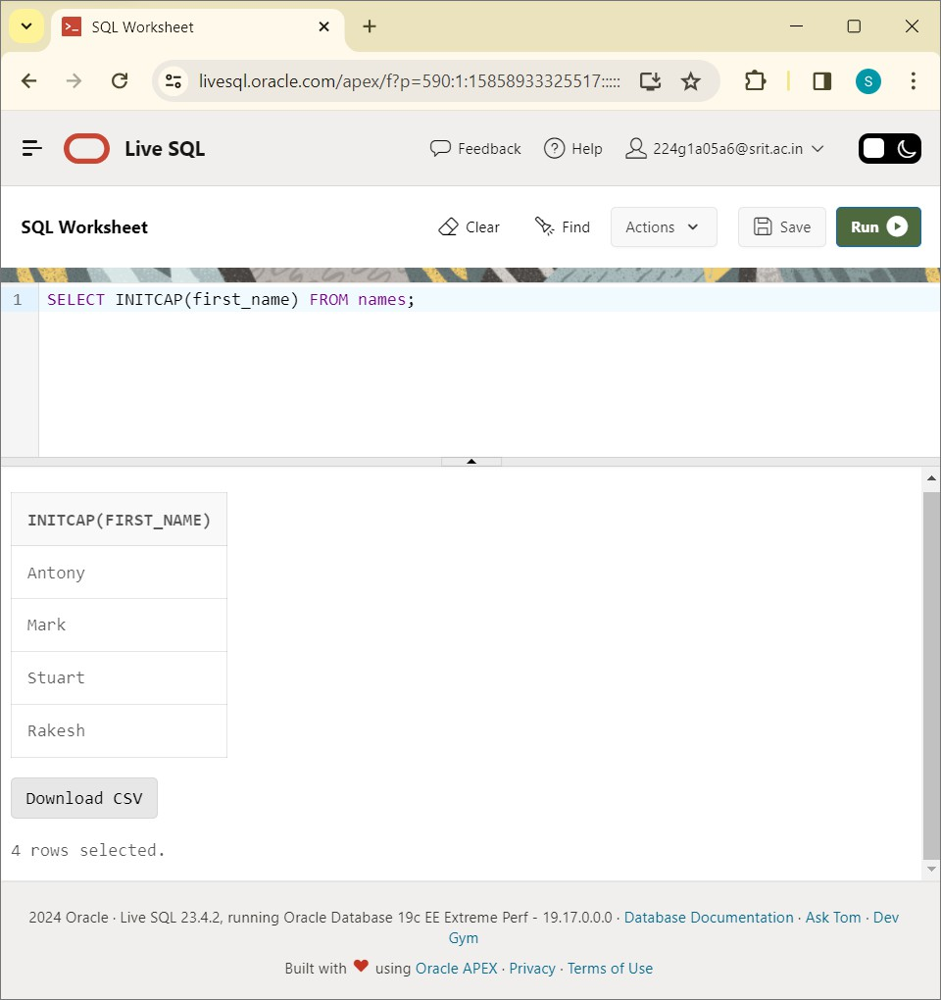 SQL Worksheet
livesql.oracle.com/apex/f?p=590:1:15858933325517:::::
S
Live SQL
Feedback
Help
224g1a05a6@srit.ac.in
SQL Worksheet
Clear
Find
Actions
Save
Run
1 SELECT INITCAP(first_name) FROM names;
INITCAP(FIRST_NAME)
Antony
Mark
Stuart
Rakesh
Download CSV
4 rows selected.
2024 Oracle · Live SQL 23.4.2, running Oracle Database 19c EE Extreme Perf - 19.17.0.0.0 · Database Documentation · Ask Tom · Dev
Gym
Built with ❤ using Oracle APEX · Privacy · Terms of Use